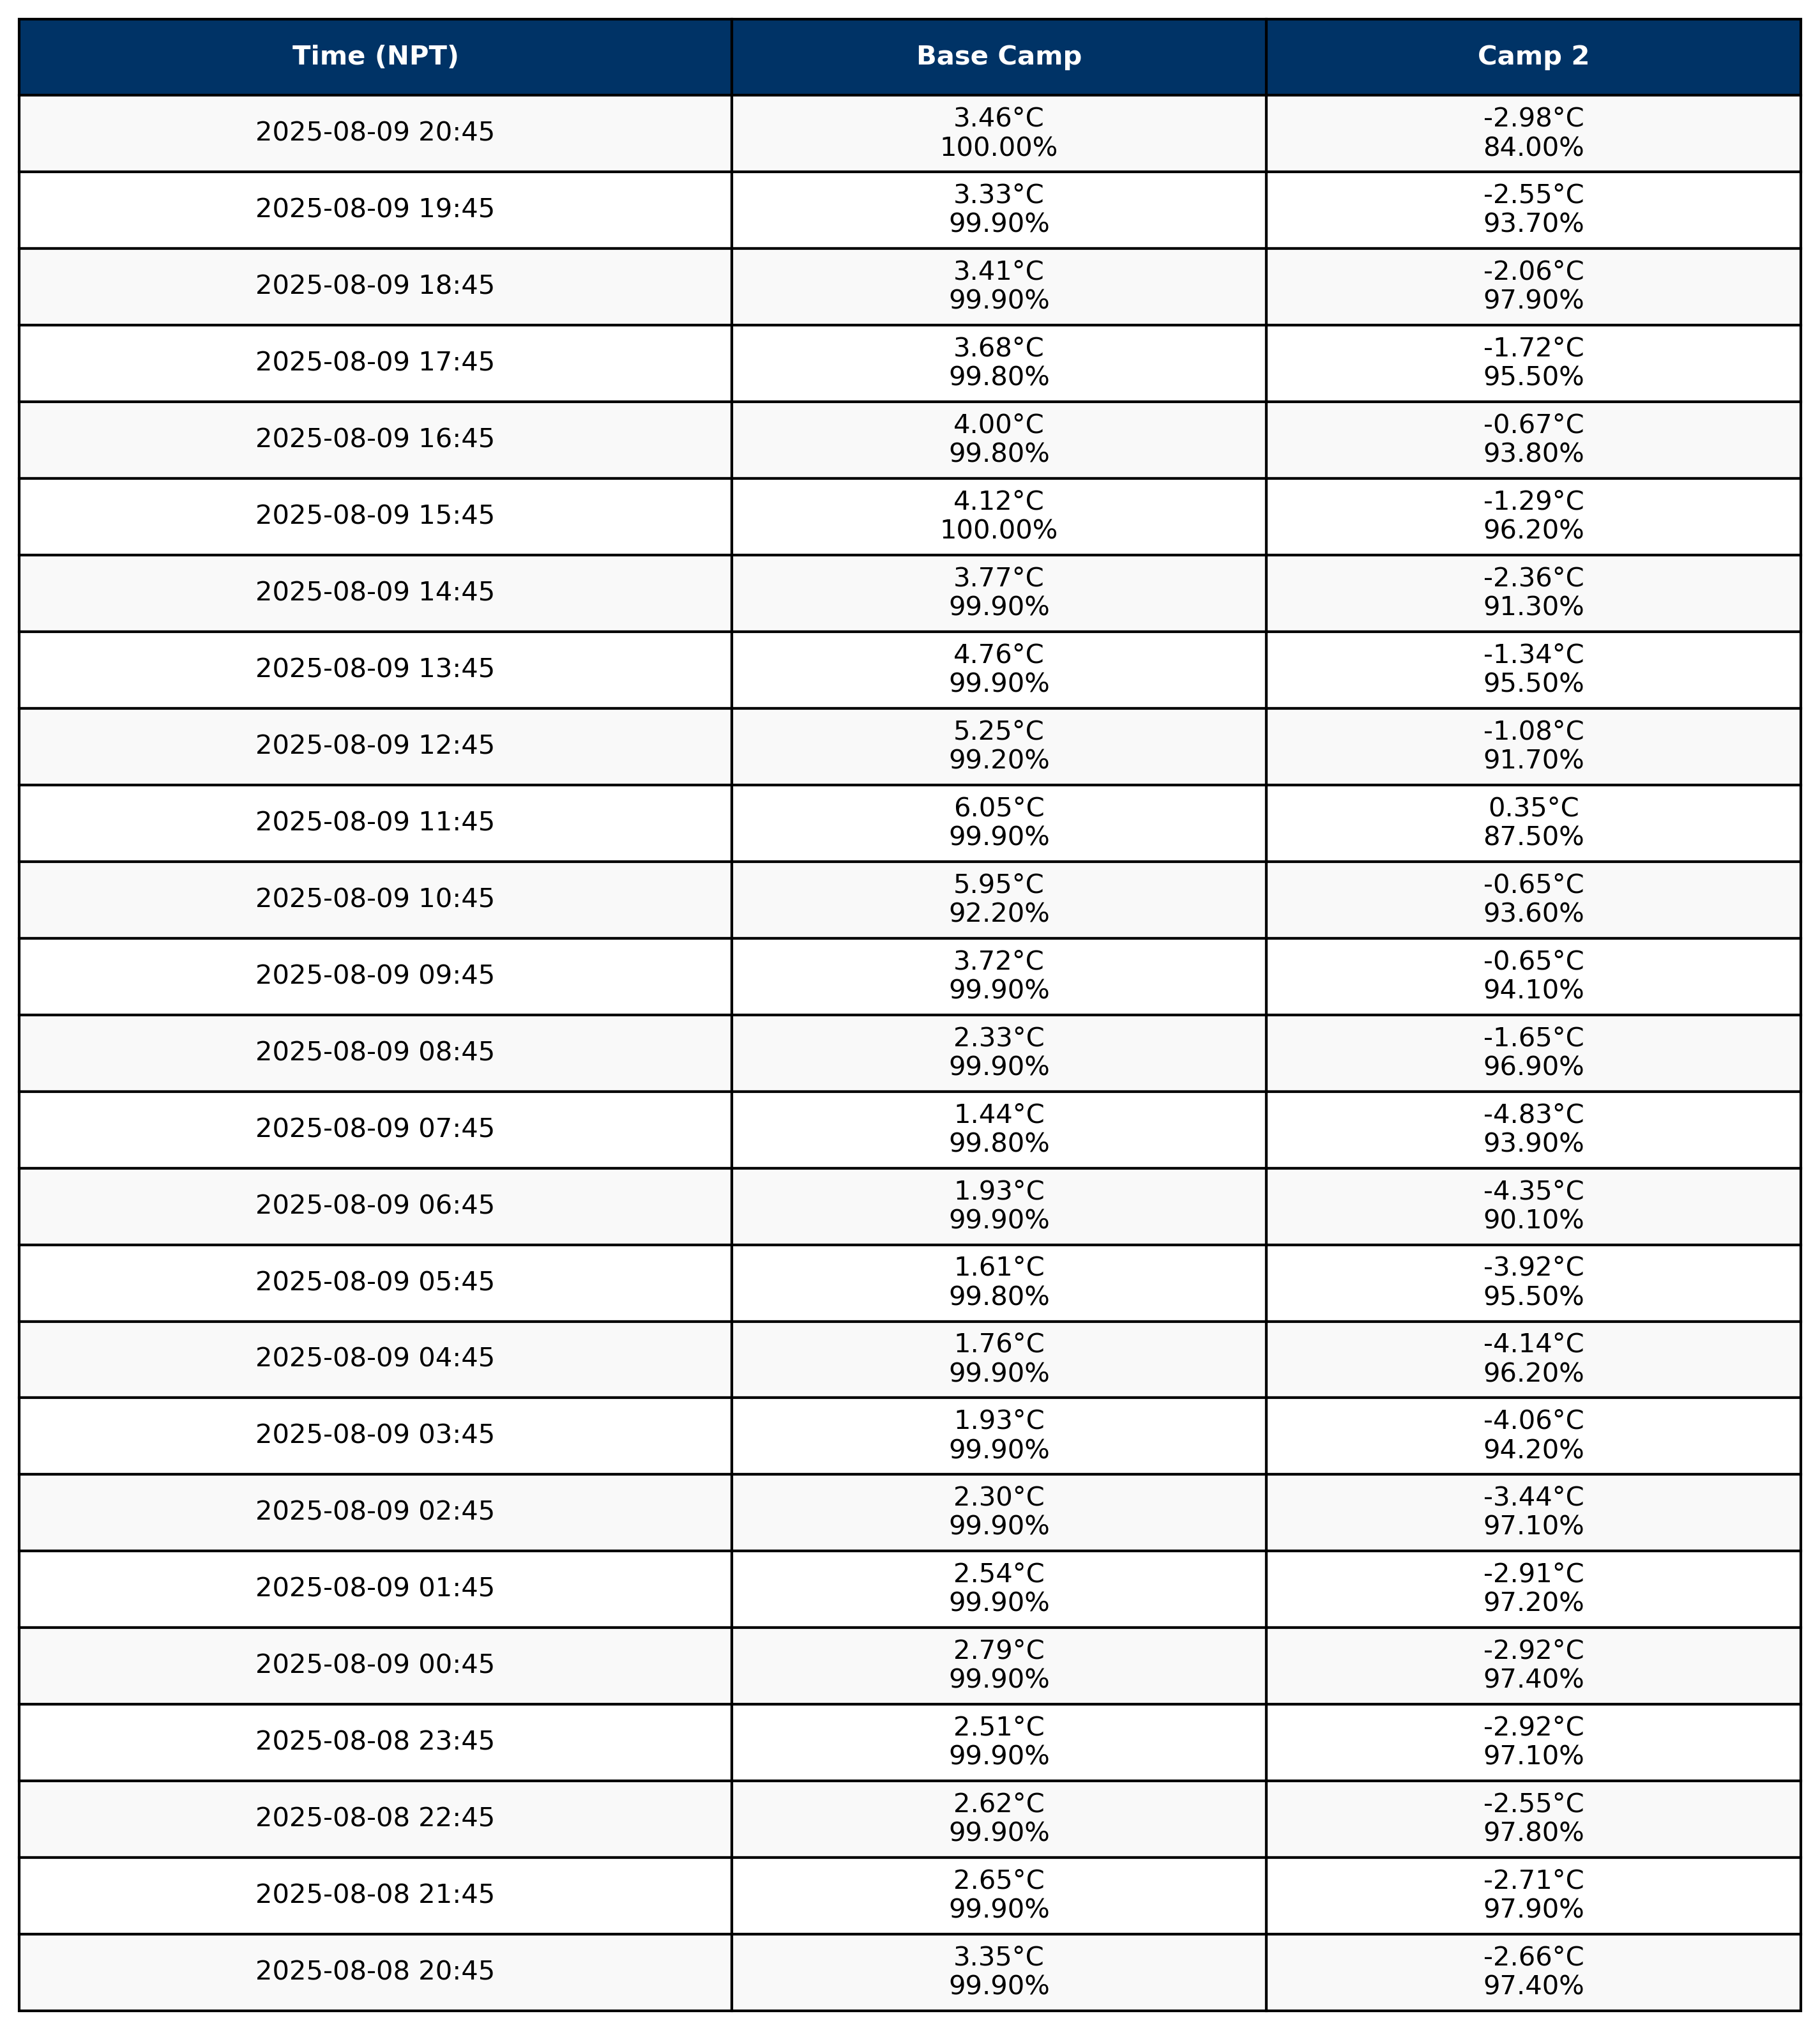 Time (NPT) Base Camp Camp 2
2025-08-09 20:45 3.46°C -2.98°C
100.00% 84.00%
2025-08-09 19:45 3.33°C -2.55°C
99.90% 93.70%
2025-08-09 18:45 3.41°C -2.06°C
99.90% 97.90%
2025-08-09 17:45 3.68°C -1.72°C
99.80% 95.50%
2025-08-09 16:45 4.00°C -0.67°C
99.80% 93.80%
2025-08-09 15:45 4.12°C -1.29°C
100.00% 96.20%
2025-08-09 14:45 3.77°C -2.36°C
99.90% 91.30%
2025-08-09 13:45 4.76°C -1.34°C
99.90% 95.50%
2025-08-09 12:45 5.25°C -1.08°C
99.20% 91.70%
2025-08-09 11:45 6.05°C 0.35°C
99.90% 87.50%
2025-08-09 10:45 5.95°C -0.65°C
92.20% 93.60%
2025-08-09 09:45 3.72°C -0.65°C
99.90% 94.10%
2025-08-09 08:45 2.33°C -1.65°C
99.90% 96.90%
2025-08-09 07:45 1.44°C -4.83°C
99.80% 93.90%
2025-08-09 06:45 1.93°C -4.35°C
99.90% 90.10%
2025-08-09 05:45 1.61°C -3.92°C
99.80% 95.50%
2025-08-09 04:45 1.76°C -4.14°C
99.90% 96.20%
2025-08-09 03:45 1.93°C -4.06°C
99.90% 94.20%
2025-08-09 02:45 2.30°C -3.44°C
99.90% 97.10%
2025-08-09 01:45 2.54°C -2.91°C
99.90% 97.20%
2025-08-09 00:45 2.79°C -2.92°C
99.90% 97.40%
2025-08-08 23:45 2.51°C -2.92°C
99.90% 97.10%
2025-08-08 22:45 2.62°C -2.55°C
99.90% 97.80%
2025-08-08 21:45 2.65°C -2.71°C
99.90% 97.90%
2025-08-08 20:45 3.35°C -2.66°C
99.90% 97.40%